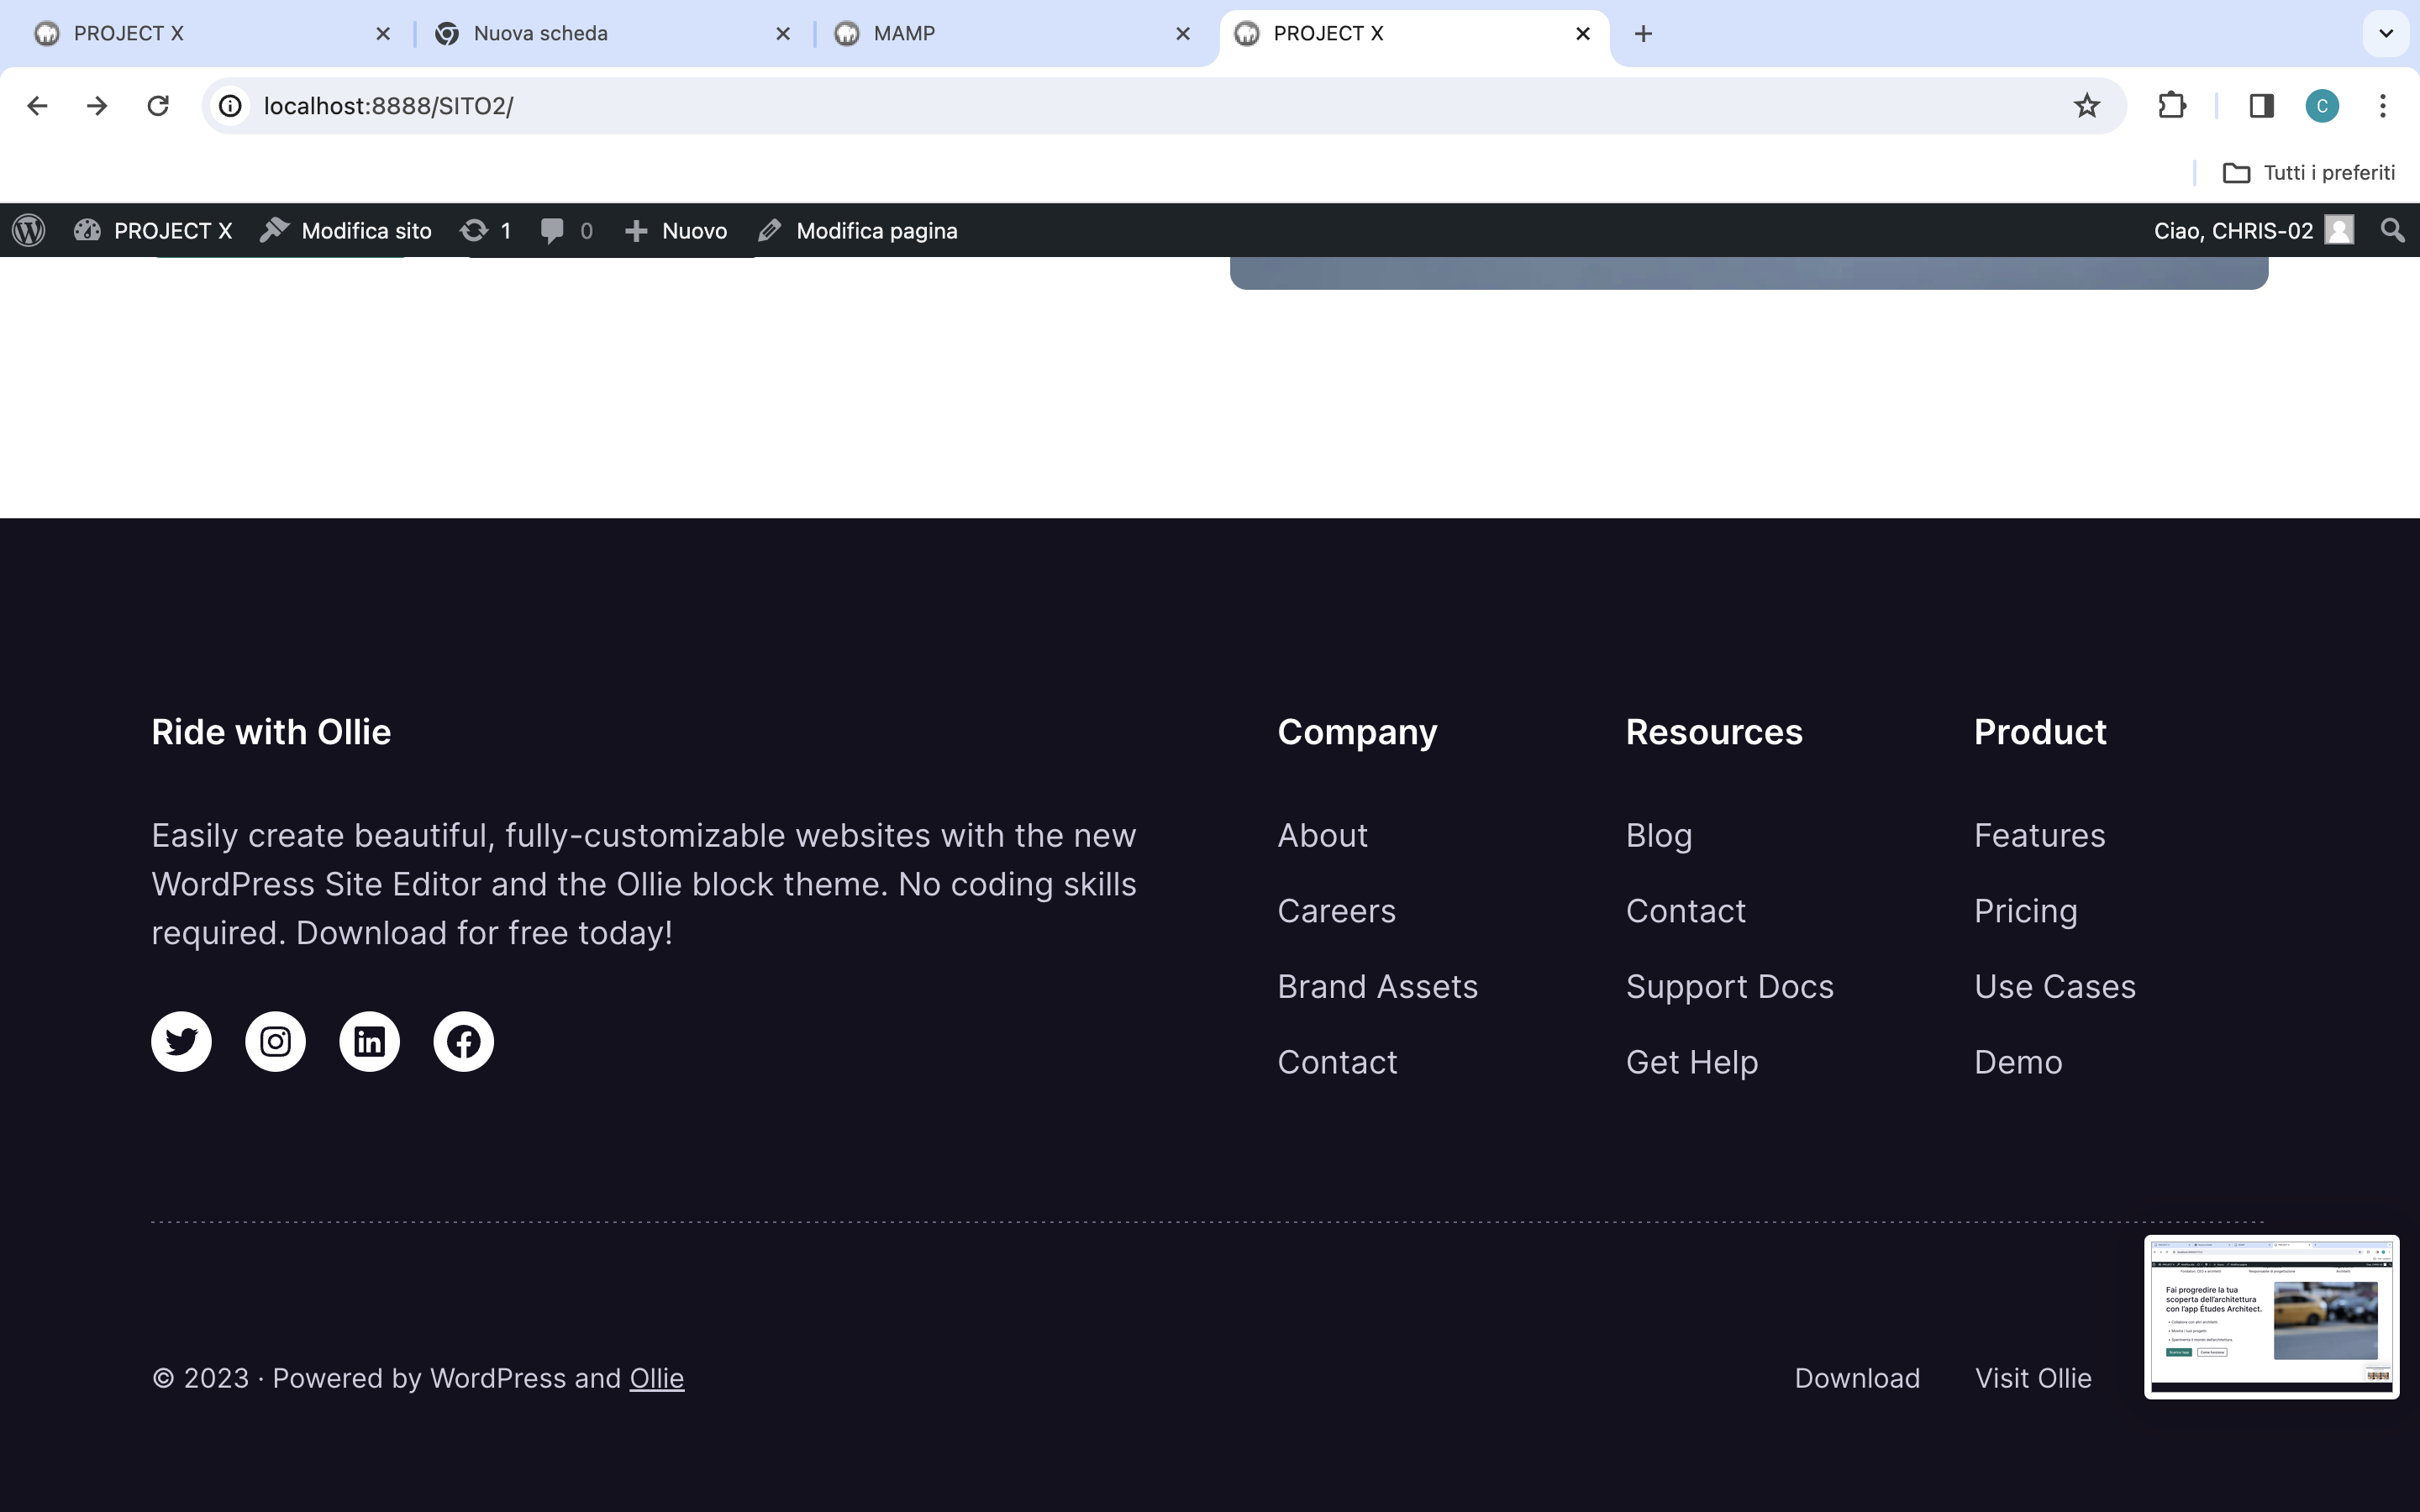 PROJECT X
Nuova scheda
MAMP
PROJECT X
localhost:8888/SITO2/
C
Tutti i preferiti
PROJECT X
Modifica sito
1
0
Nuovo
Modifica pagina
Ciao, CHRIS-02
Ride with Ollie
Easily create beautiful, fully-customizable websites with the new
WordPress Site Editor and the Ollie block theme. No coding skills
required. Download for free today!
Company
About
Careers
Brand Assets
Contact
Resources
Blog
Contact
Support Docs
Get Help
Product
Features
Pricing
Use Cases
Demo
© 2023 · Powered by WordPress and Ollie
Download
Visit Ollie
Fai progredire la tua
scoperta dell'architettura
con l'app Études Architect.